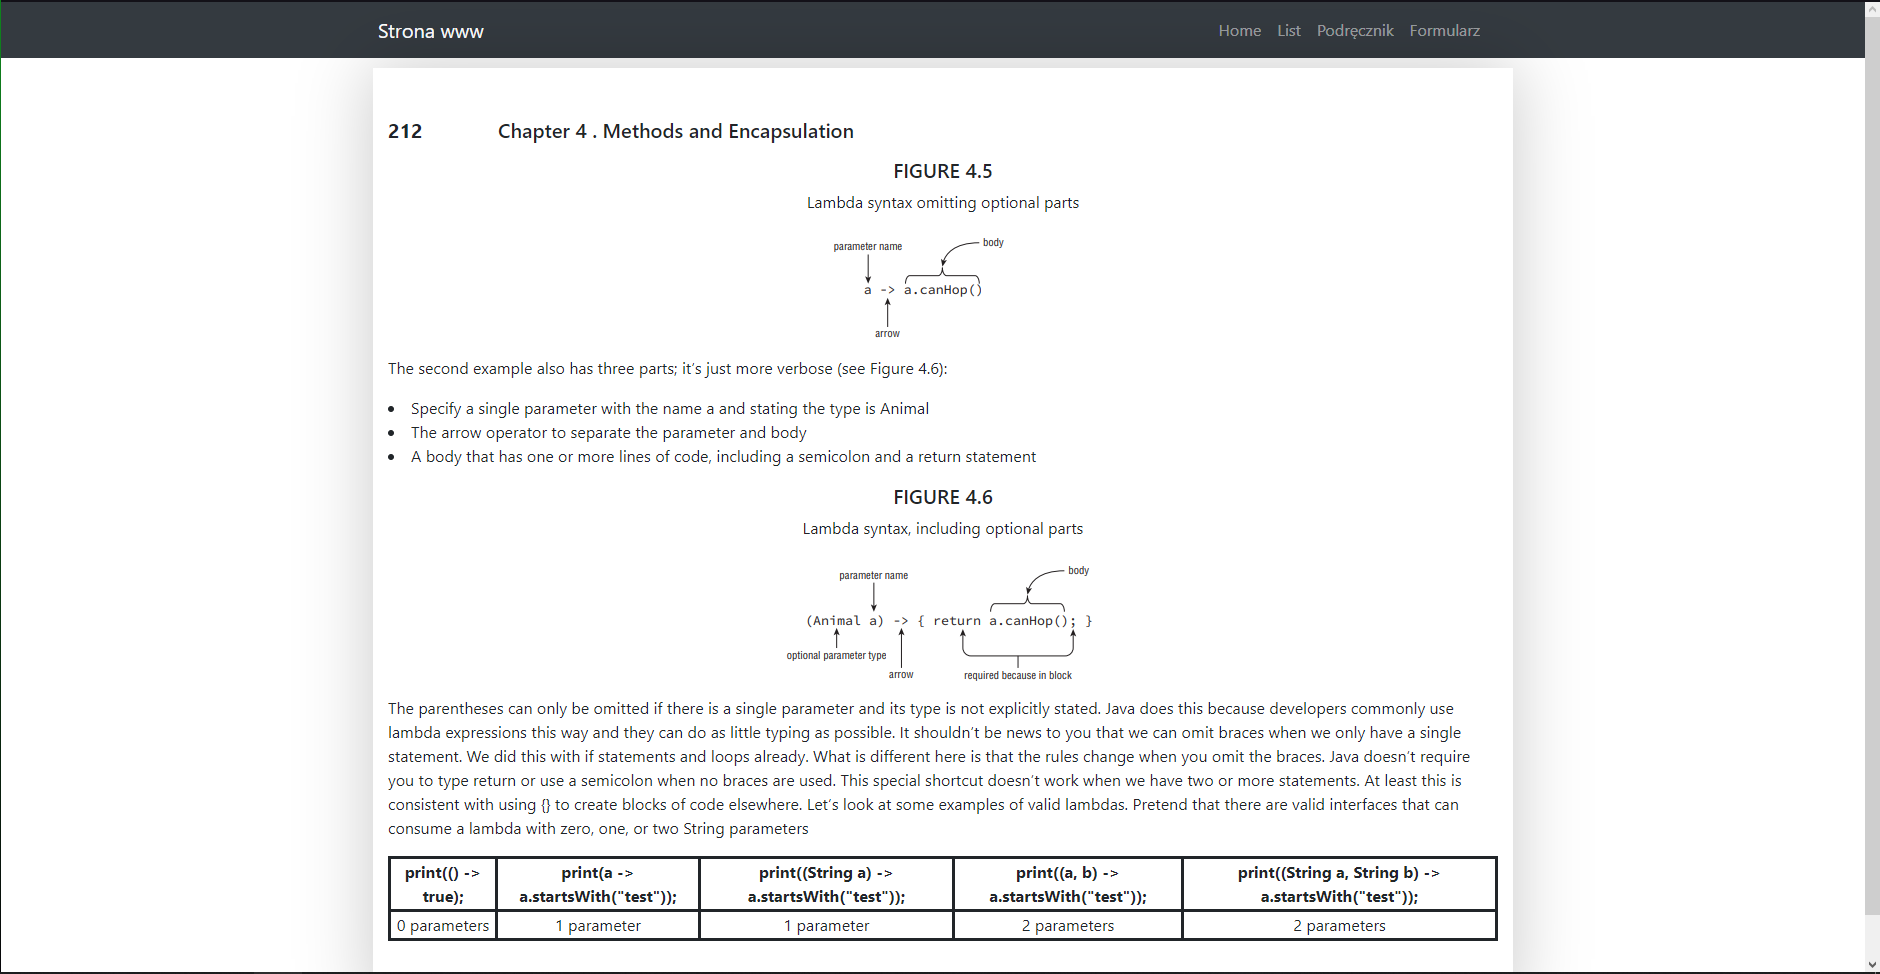 Strona www
Home List Podręcznik Formularz
212 Chapter 4 . Methods and Encapsulation
FIGURE 4.5
Lambda syntax omitting optional parts
parameter name
body
a -> a.canHop()
arrow
The second example also has three parts; it's just more verbose (see Figure 4.6):
• Specify a single parameter with the name a and stating the type is Animal
• The arrow operator to separate the parameter and body
• A body that has one or more lines of code, including a semicolon and a return statement
FIGURE 4.6
Lambda syntax, including optional parts
parameter name
body
(Animal a) -> { return a.canHop(); }
optional parameter type
arrow
required because in block
The parentheses can only be omitted if there is a single parameter and its type is not explicitly stated. Java does this because developers commonly use
lambda expressions this way and they can do as little typing as possible. It shouldn't be news to you that we can omit braces when we only have a single
statement. We did this with if statements and loops already. What is different here is that the rules change when you omit the braces. Java doesn't require
you to type return or use a semicolon when no braces are used. This special shortcut doesn't work when we have two or more statements. At least this is
consistent with using {} to create blocks of code elsewhere. Let's look at some examples of valid lambdas. Pretend that there are valid interfaces that can
consume a lambda with zero, one, or two String parameters
print(() -> true);
print(a -> a.startsWith("test"));
print((String a) -> a.startsWith("test"));
print((a, b) -> a.startsWith("test"));
print((String a, String b) -> a.startsWith("test"));
0 parameters
1 parameter
1 parameter
2 parameters
2 parameters